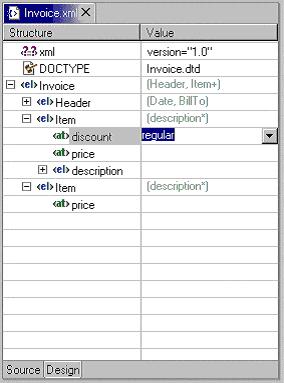 Invoice.xml
Structure Value
?-? xml version="1.0"
DOCTYPE Invoice.dtd
<el> Invoice (Header, Item+)
<el> Header (Date, BillTo)
<el> Item (description*)
<at> discount regular
<at> price
<el> description
<el> Item (description*)
<at> price
Source Design